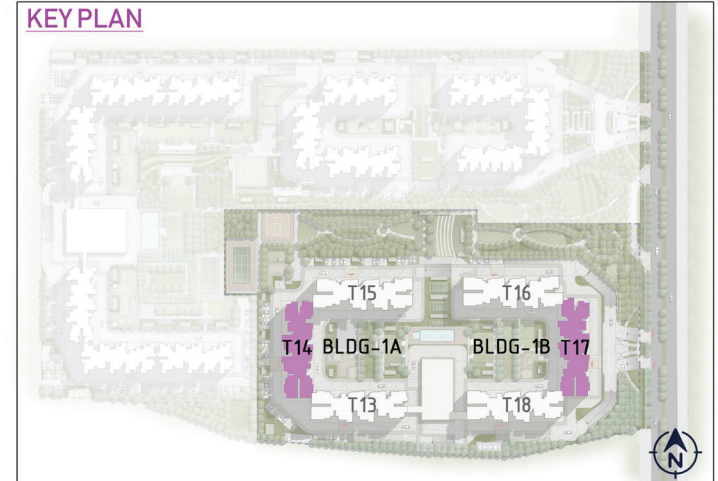 KEY PLAN
T15
T16
T14 BLDG-1A
BLDG-1B T17
T13
T18
N